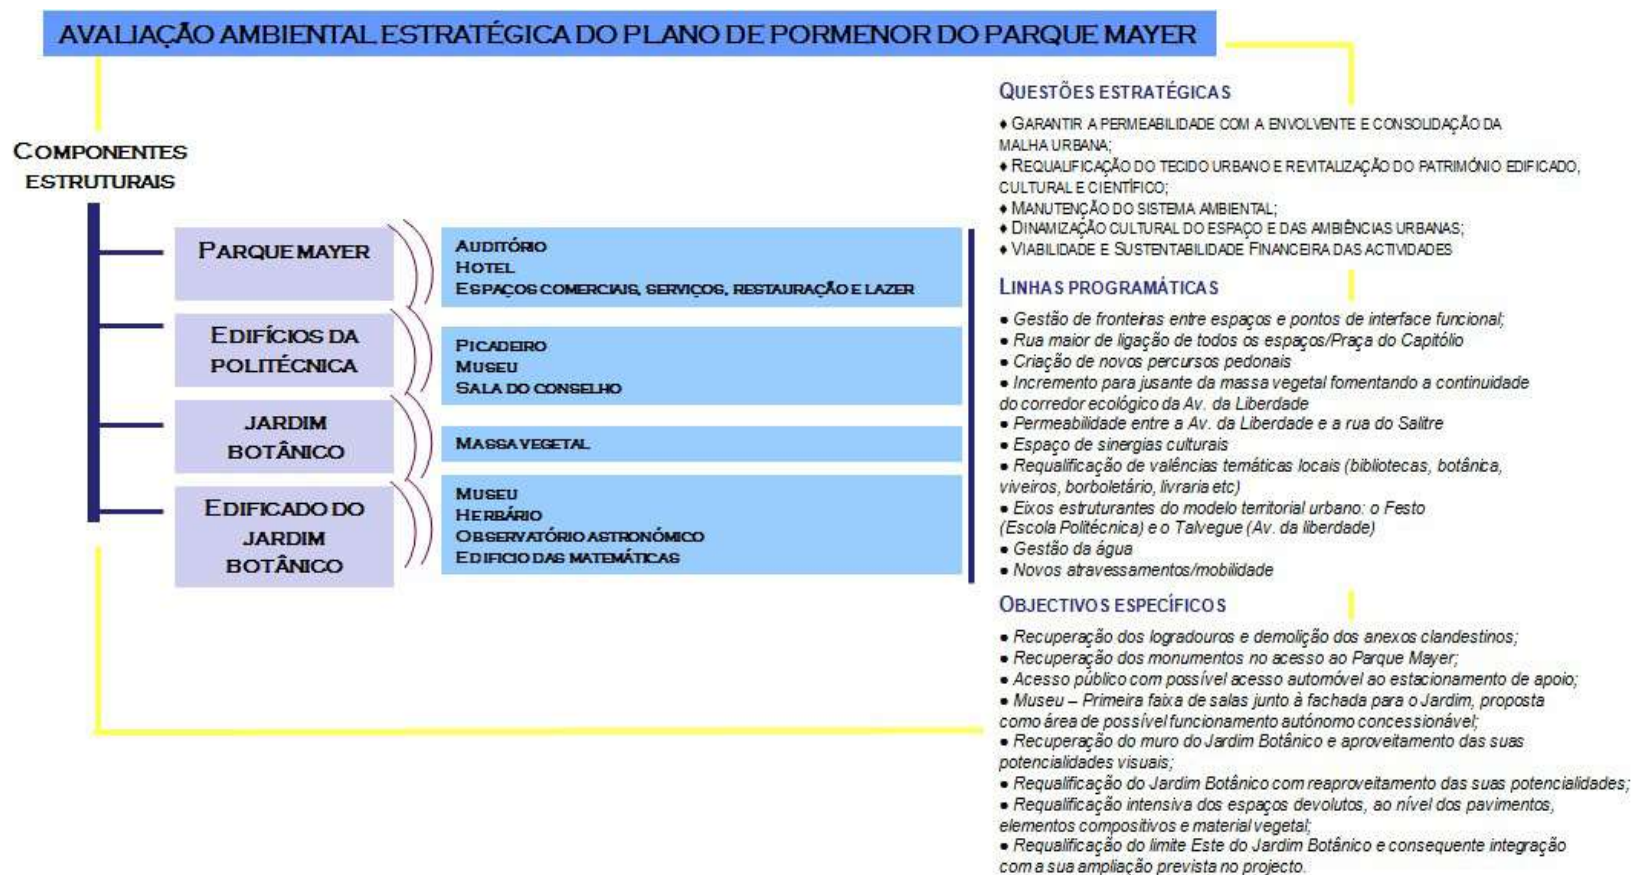 AVALIAÇÃO AMBIENTAL ESTRATÉGICA DO PLANO DE PORMENOR DO PARQUE MAYER
COMPONENTES
ESTRUTURAIS
PARQUE MAYER
AUDITÓRIO
HOTEL
ESPAÇOS COMERCIAIS, SERVIÇOS, RESTAURAÇÃO E LAZER
EDIFÍCIOS DA
POLITÉCNICA
PICADEIRO
MUSEU
SALA DO CONSELHO
JARDIM
BOTÂNICO
MASSA VEGETAL
EDIFICADO DO
JARDIM
BOTÂNICO
MUSEU
HERBÁRIO
OBSERVATÓRIO ASTRONÓMICO
EDIFICIO DAS MATEMÁTICAS
QUESTÕES ESTRATÉGICAS
♦ GARANTIR A PERMEABILIDADE COM A ENVOLVENTE E CONSOLIDAÇÃO DA
MALHA URBANA;
♦ REQUALIFICAÇÃO DO TECIDO URBANO E REVITALIZAÇÃO DO PATRIMÓNIO EDIFICADO,
CULTURAL E CIENTÍFICO;
♦ MANUTENÇÃO DO SISTEMA AMBIENTAL;
♦ DINAMIZAÇÃO CULTURAL DO ESPAÇO E DAS AMBIÊNCIAS URBANAS;
♦ VIABILIDADE E SUSTENTABILIDADE FINANCEIRA DAS ACTIVIDADES
LINHAS PROGRAMÁTICAS
● Gestão de fronteiras entre espaços e pontos de interface funcional;
● Rua maior de ligação de todos os espaços/Praça do Capitólio
● Criação de novos percursos pedonais
● Incremento para jusante da massa vegetal fomentando a continuidade
do corredor ecológico da Av. da Liberdade
● Permeabilidade entre a Av. da Liberdade e a rua do Salitre
● Espaço de sinergias culturais
● Requalificação de valências temáticas locais (bibliotecas, botânica,
viveiros, borboletário, livraria etc)
● Eixos estruturantes do modelo territorial urbano: o Festo
(Escola Politécnica) e o Talvegue (Av. da liberdade)
● Gestão da água
● Novos atravessamentos/mobilidade
OBJECTIVOS ESPECÍFICOS
● Recuperação dos logradouros e demolição dos anexos clandestinos;
● Recuperação dos monumentos no acesso ao Parque Mayer;
● Acesso público com possível acesso automóvel ao estacionamento de apoio;
● Museu – Primeira faixa de salas junto à fachada para o Jardim, proposta
como área de possível funcionamento autónomo concessionável;
● Recuperação do muro do Jardim Botânico e aproveitamento das suas
potencialidades visuais;
● Requalificação do Jardim Botânico com reaproveitamento das suas potencialidades;
● Requalificação intensiva dos espaços devolutos, ao nível dos pavimentos,
elementos compositivos e material vegetal;
● Requalificação do limite Este do Jardim Botânico e consequente integração
com a sua ampliação prevista no projecto.